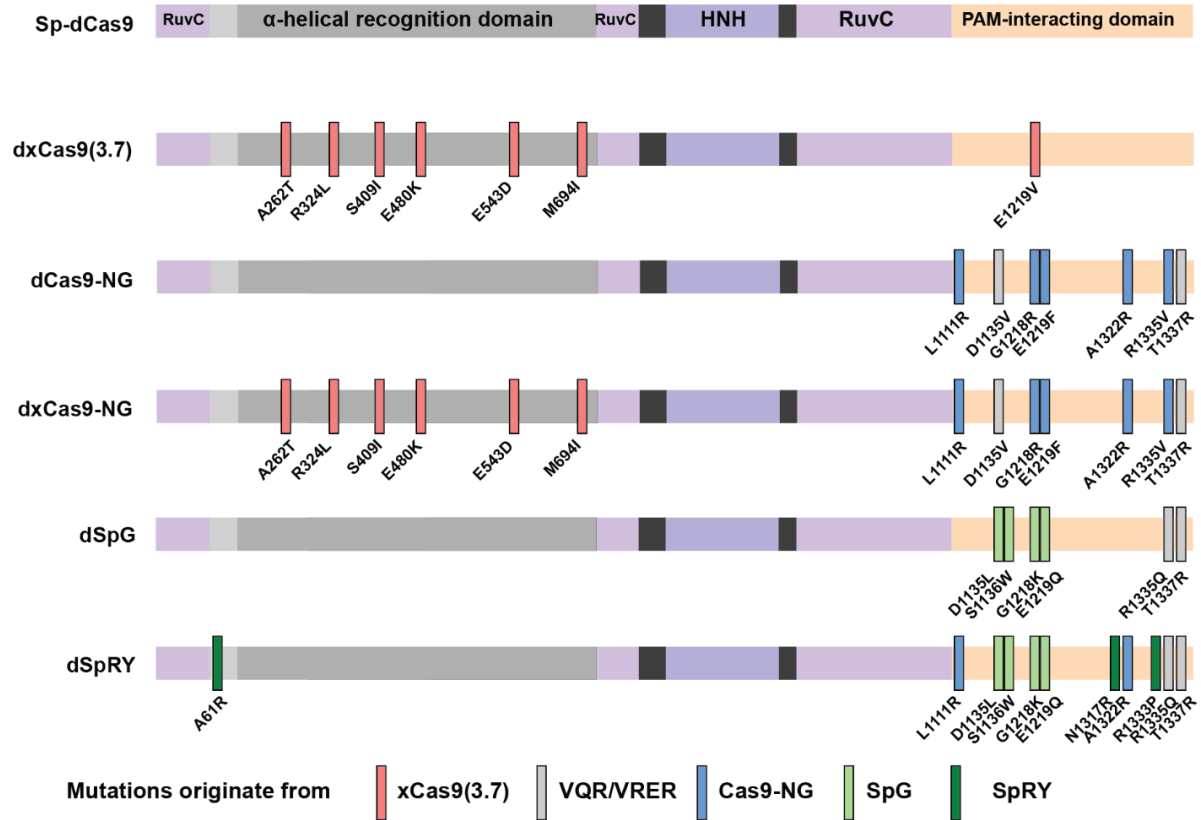 Sp-dCas9
RuvC
α-helical recognition domain
RuvC
HNH
RuvC
PAM-interacting domain
dxCas9(3.7)
A262T
R324L
S409I
E480K
E543D
M694I
E1219V
dCas9-NG
L1111R
D1135V
G1218R
E1219F
A1322R
R1335V
T1337R
dxCas9-NG
A262T
R324L
S409I
E480K
E543D
M694I
L1111R
D1135V
G1218R
E1219F
A1322R
R1335V
T1337R
dSpG
D1135L
S1136W
G1218K
E1219Q
R1335Q
T1337R
dSpRY
A61R
L1111R
D1135L
S1136W
G1218K
E1219Q
N1317R
A1322R
R1333P
R1335Q
T1337R
Mutations originate from
xCas9(3.7)
VQR/VRER
Cas9-NG
SpG
SpRY